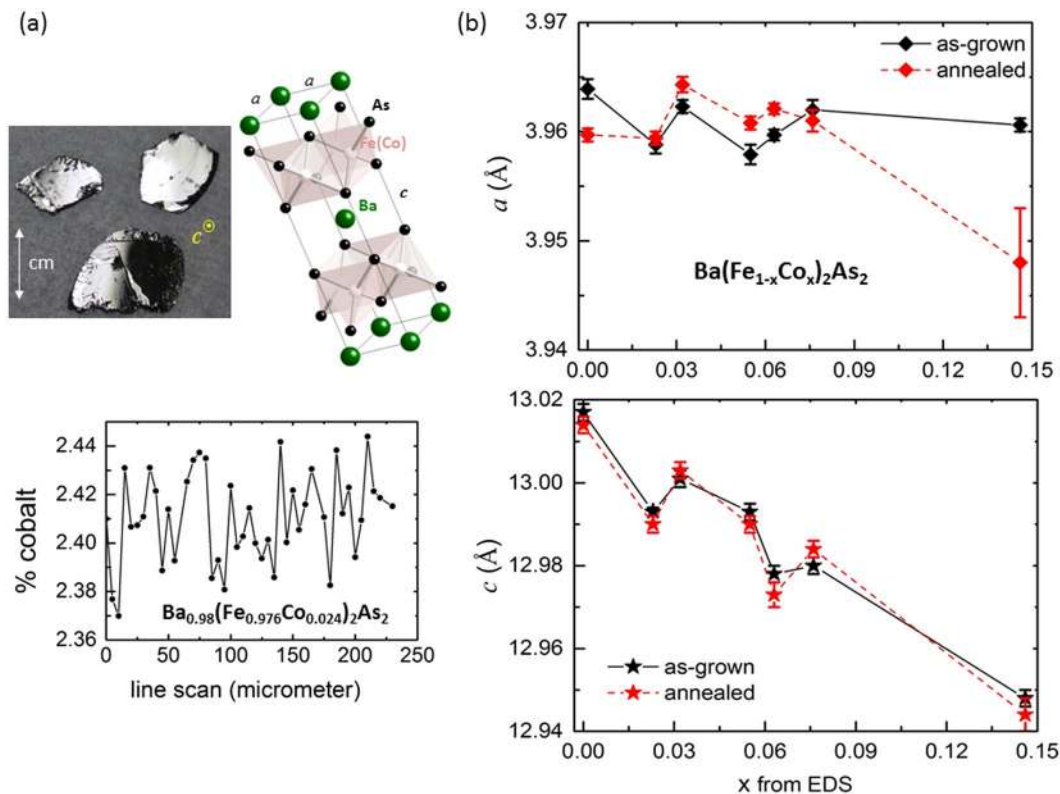 (a)
a
a
As
Fe(Co)
c
Ba
c
cm
2.44
2.42
2.40
2.38
2.36
% cobalt
Ba0.98(Fe0.976Co0.024)2As2
0 50 100 150 200 250
line scan (micrometer)
(b)
3.97
3.96
3.95
3.94
a (Å)
as-grown
annealed
Ba(Fe1-xCox)2As2
0.00 0.03 0.06 0.09 0.12 0.15
13.02
13.00
12.98
12.96
12.94
c (Å)
as-grown
annealed
0.00 0.03 0.06 0.09 0.12 0.15
x from EDS